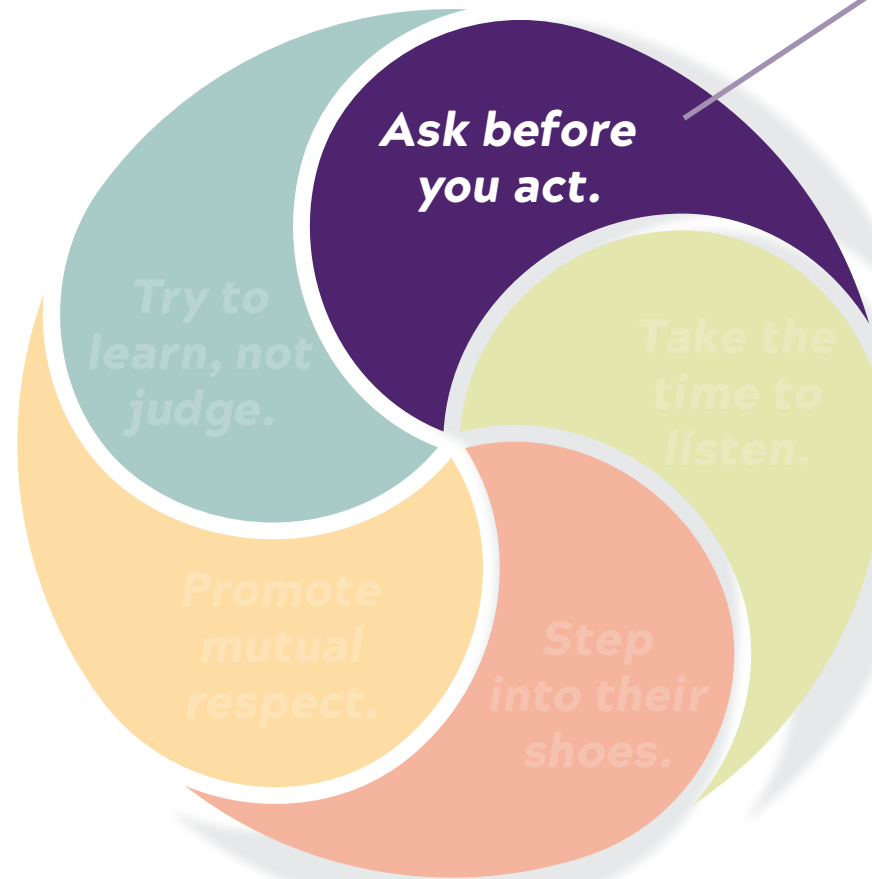 Ask before
you act.
Take the
time to
listen.
Step
into their
shoes.
Promote
mutual
respect.
Try to
learn, not
judge.